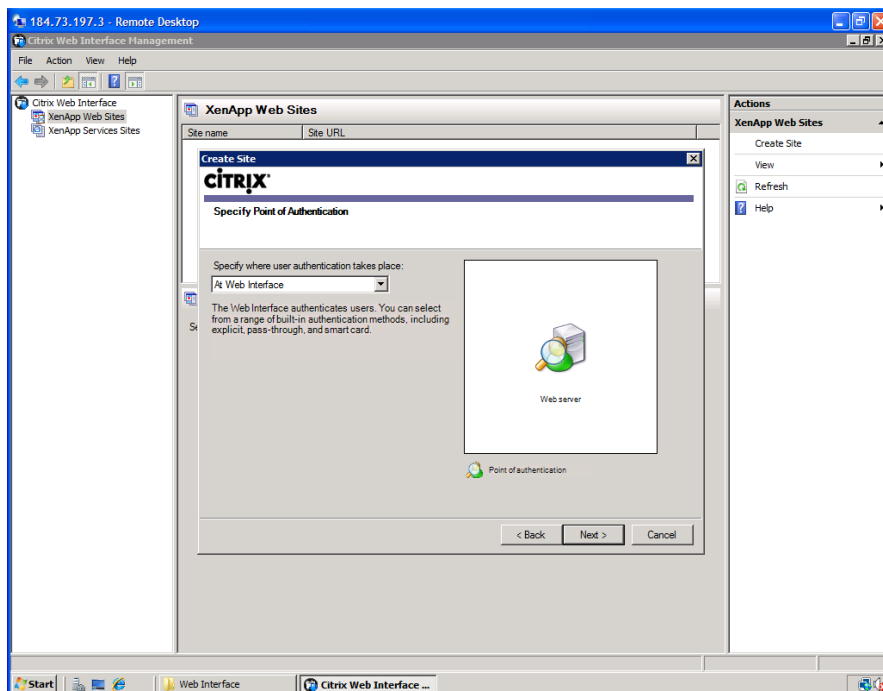 184.73.197.3 - Remote Desktop
Citrix Web Interface Management
File Action View Help
Citrix Web Interface
XenApp Web Sites
XenApp Services Sites
XenApp Web Sites
Site name Site URL
Create Site
CITRIX
Specify Point of Authentication
Specify where user authentication takes place:
At Web Interface
The Web Interface authenticates users. You can select
from a range of built-in authentication methods, including
explicit, pass-through, and smart card.
Web server
Point of authentication
< Back Next > Cancel
Se
Actions
XenApp Web Sites
Create Site
View
Refresh
Help
Start Web Interface Citrix Web Interface ...